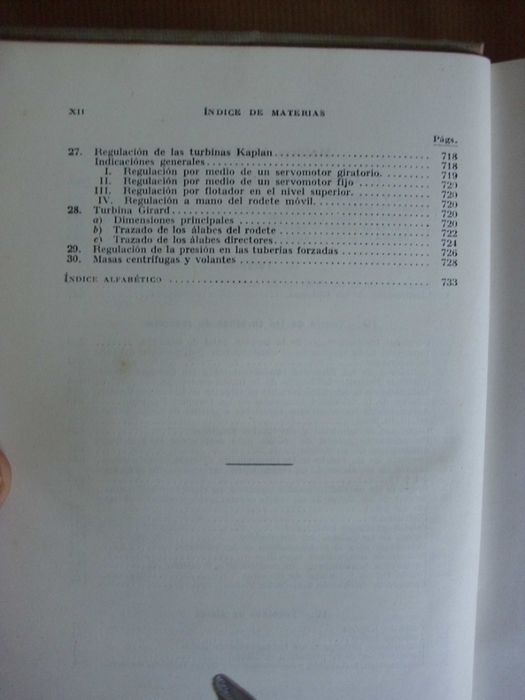 XII ÍNDICE DE MATERIAS
Págs.
27. Regulación de las turbinas Kaplan 718
Indicaciónes generales 718
I. Regulación por medio de un servomotor giratorio. 719
II. Regulación por medio de un servomotor fijo 720
III. Regulación por flotador en el nivel superior. 720
IV. Regulación a mano del rodete móvil. 720
28. Turbina Girard 720
a) Dimensiones principales 720
b) Trazado de los álabes del rodete 722
c) Trazado de los álabes directores 724
29. Regulación de la presión en las tuberías forzadas 726
30. Masas centrífugas y volantes 728
ÍNDICE ALFABÉTICO 733